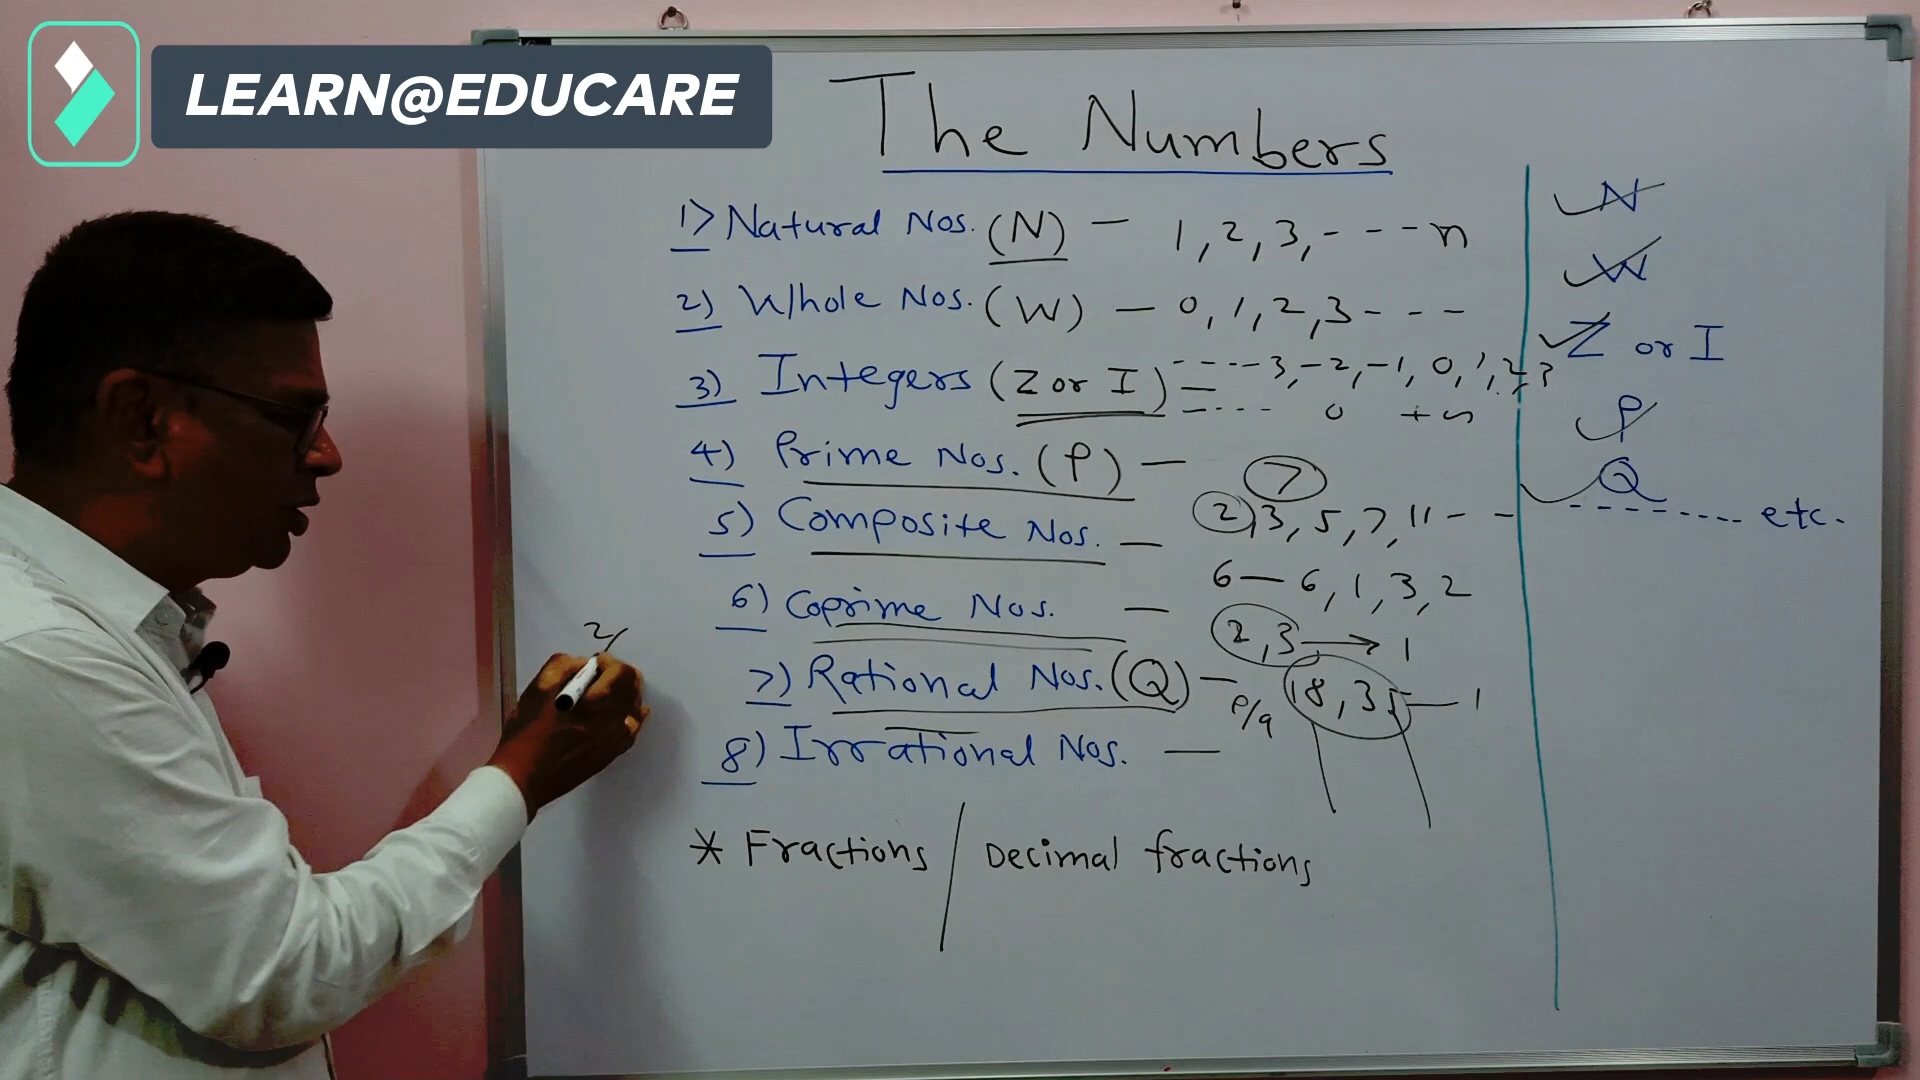 LEARN@EDUCARE
The Numbers
1) Natural Nos. (N) — 1, 2, 3, - - - - n
2) Whole Nos. (W) — 0, 1, 2, 3 - - -
3) Integers (Z or I) = - - - - -3, -2, -1, 0, 1, 2, 3
- - - - 0 + ∽
4) Prime Nos. (P) —
7
5) Composite Nos. — 2, 3, 5, 7, 11 - -
6 — 6, 1, 3, 2
6) Coprime Nos. — 2, 3 → 1
7) Rational Nos. (Q) — P/q 18, 35 — 1
8) Irrational Nos. —
2/
* Fractions / Decimal fractions
N
W
Z or I
P
Q
- - - - - - - - - etc.